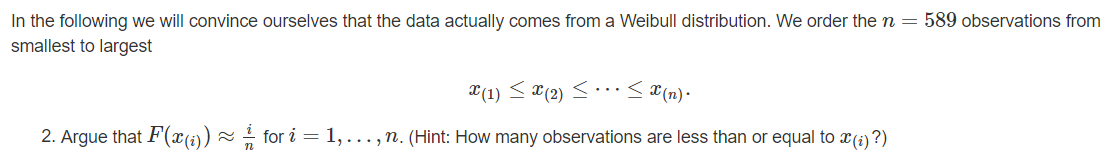 In the following we will convince ourselves that the data actually comes from a Weibull distribution. We order the n = 589 observations from
smallest to largest
x₍₁₎ ≤ x₍₂₎ ≤ ⋯ ≤ x₍ₙ₎.
2. Argue that F(x₍ᵢ₎) ≈ i/n for i = 1, . . . , n. (Hint: How many observations are less than or equal to x₍ᵢ₎?)